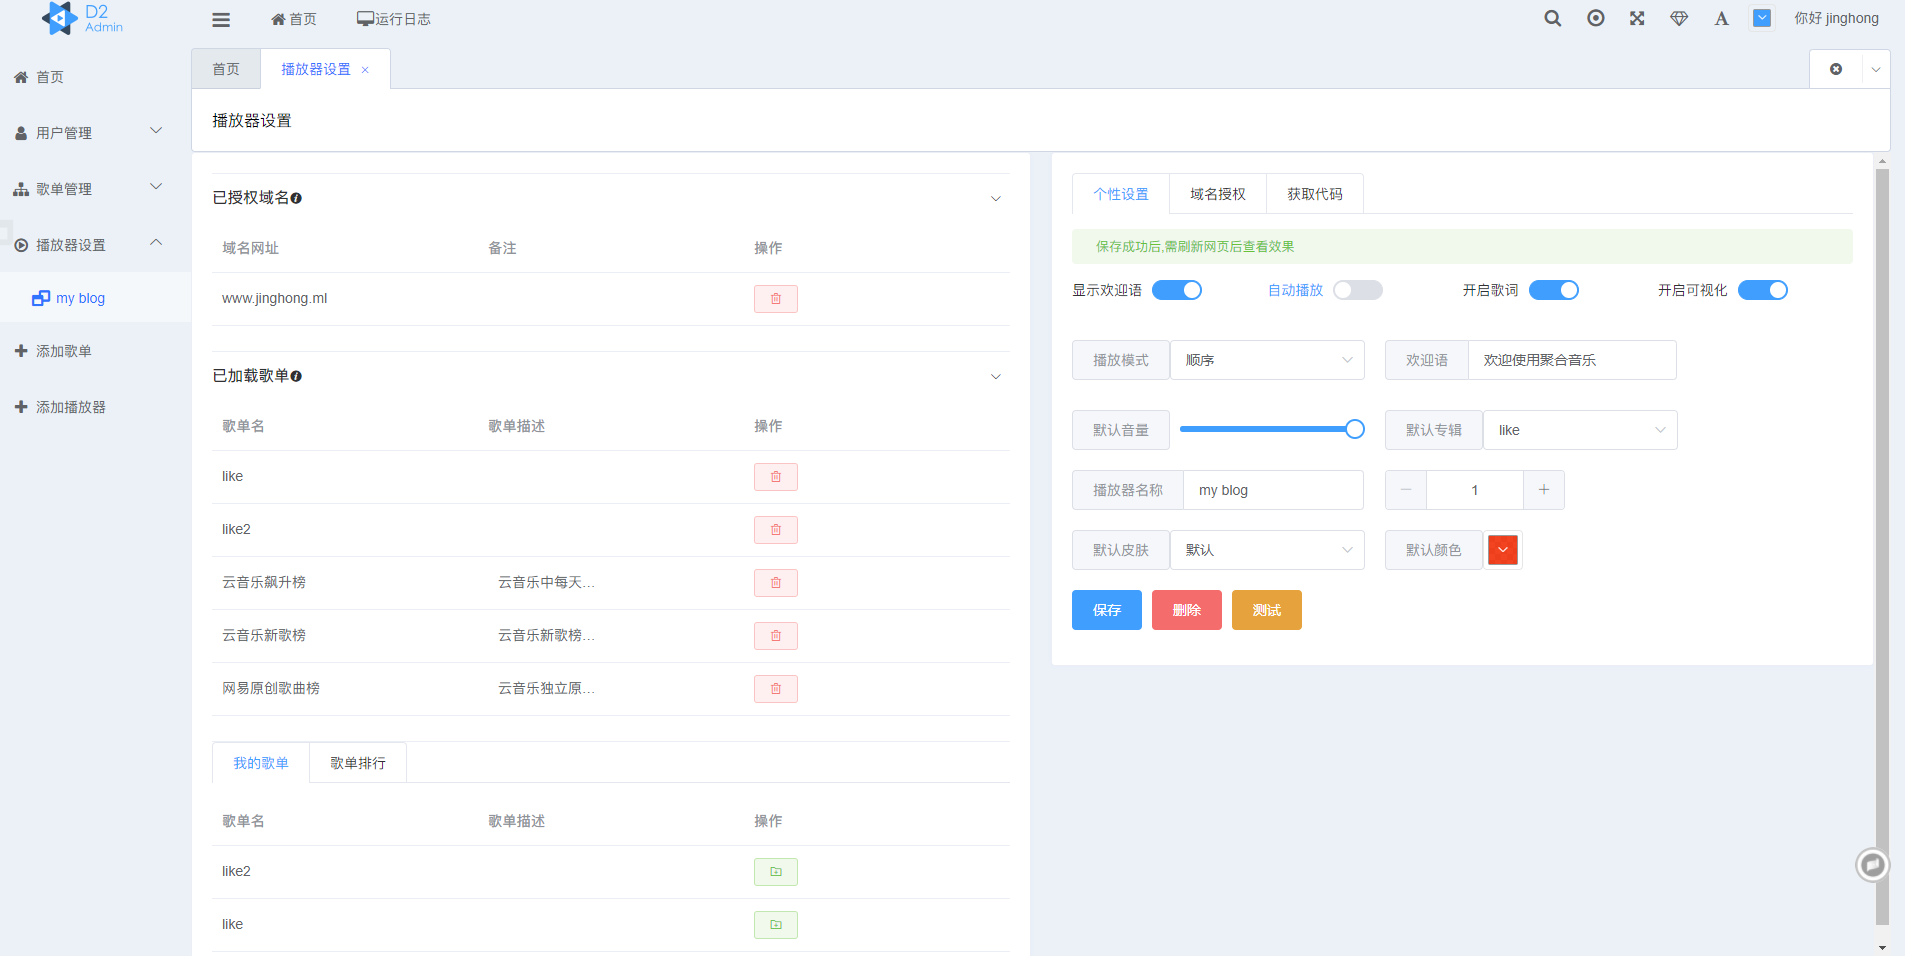 D2
Admin
首页
运行日志
你好 jinghong
首页
用户管理
歌单管理
播放器设置
my blog
添加歌单
添加播放器
首页
播放器设置
播放器设置
已授权域名
域名网址 备注 操作
www.jinghong.ml
已加载歌单
歌单名 歌单描述 操作
like
like2
云音乐飙升榜 云音乐中每天...
云音乐新歌榜 云音乐新歌榜...
网易原创歌曲榜 云音乐独立原...
我的歌单 歌单排行
歌单名 歌单描述 操作
like2
like
个性设置 域名授权 获取代码
保存成功后,需刷新网页后查看效果
显示欢迎语 自动播放 开启歌词 开启可视化
播放模式 顺序 欢迎语 欢迎使用聚合音乐
默认音量 默认专辑 like
播放器名称 my blog 1
默认皮肤 默认 默认颜色
保存 删除 测试